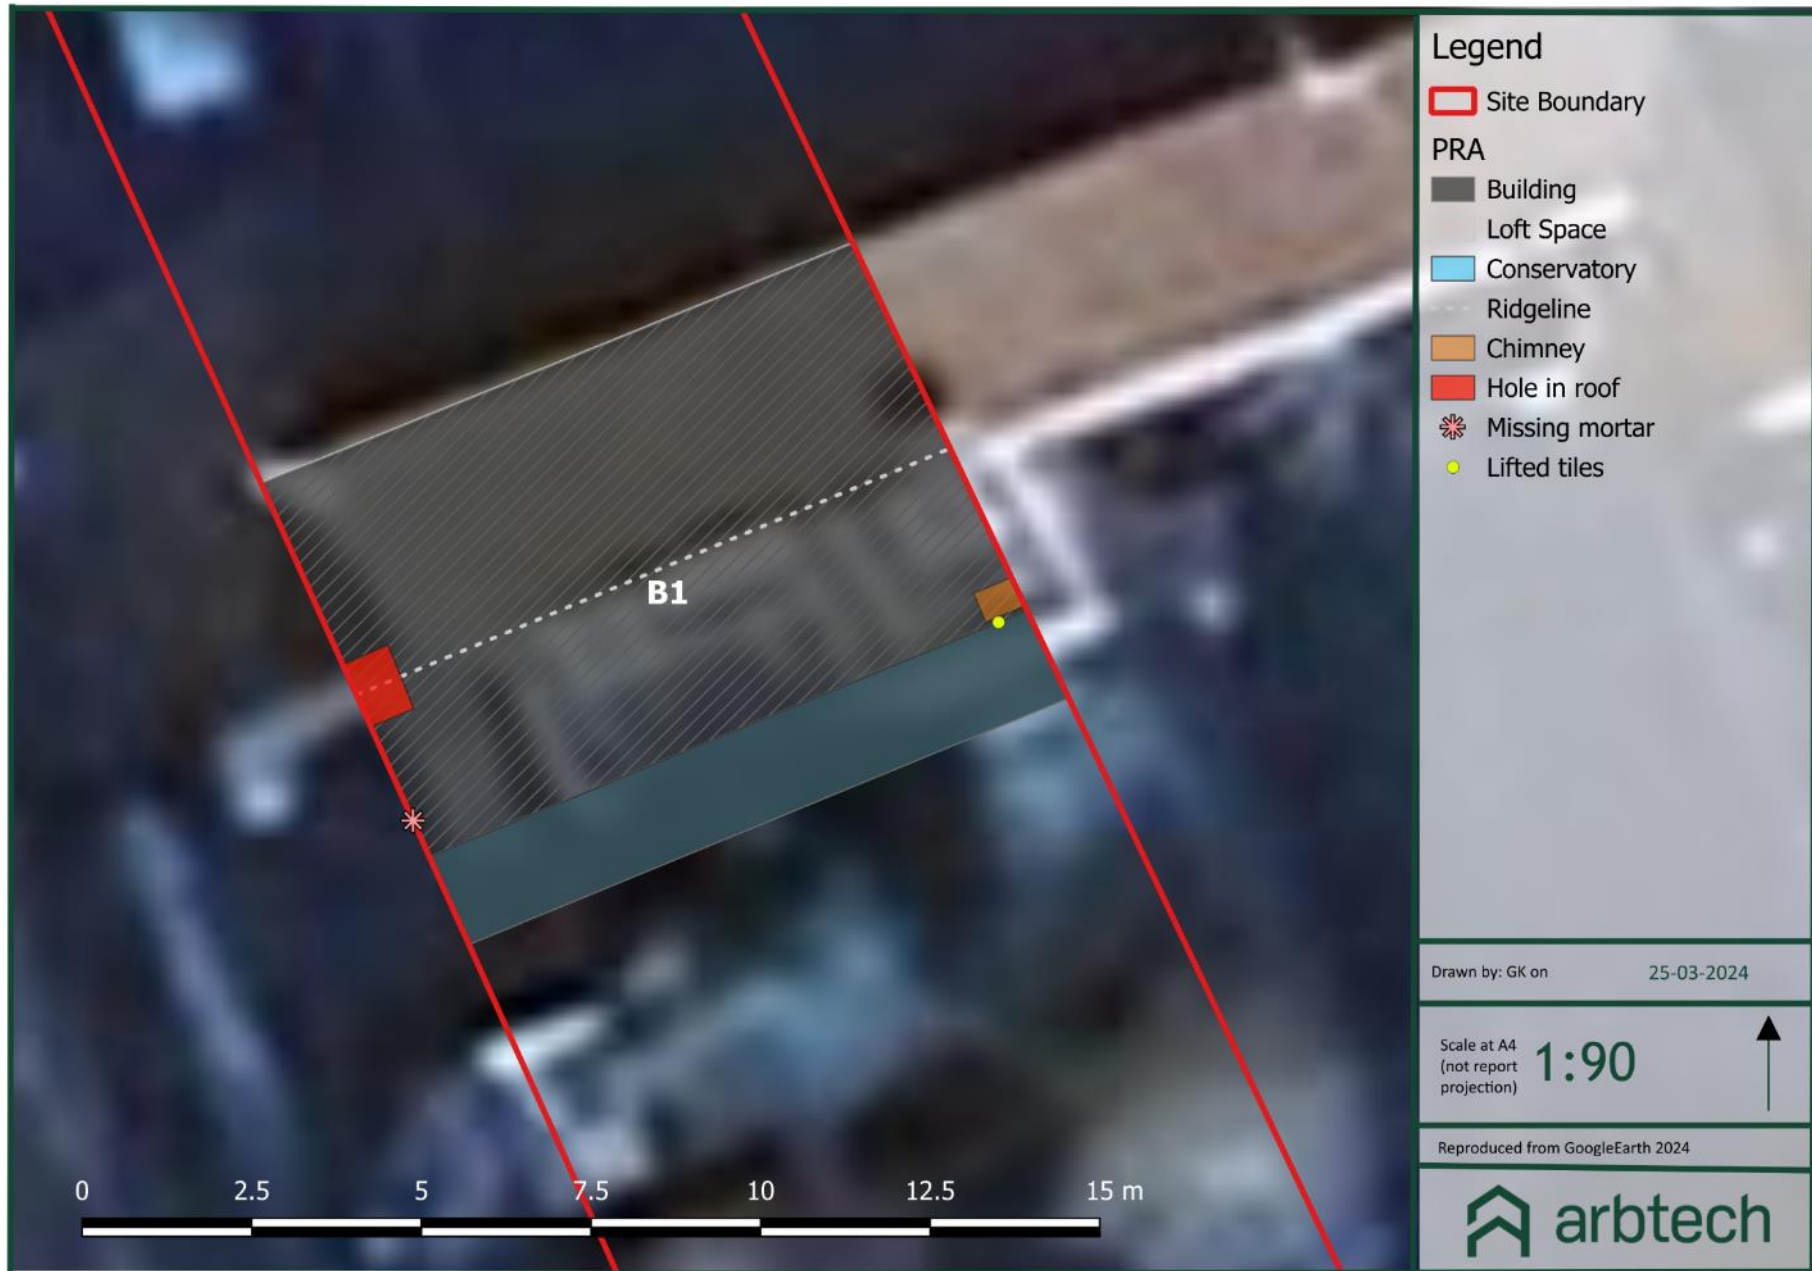 Legend
Site Boundary
PRA
Building
Loft Space
Conservatory
Ridgeline
Chimney
Hole in roof
Missing mortar
Lifted tiles
B1
0 2.5 5 7.5 10 12.5 15 m
Drawn by: GK on 25-03-2024
Scale at A4
(not report
projection)
1:90
Reproduced from GoogleEarth 2024
arbtech